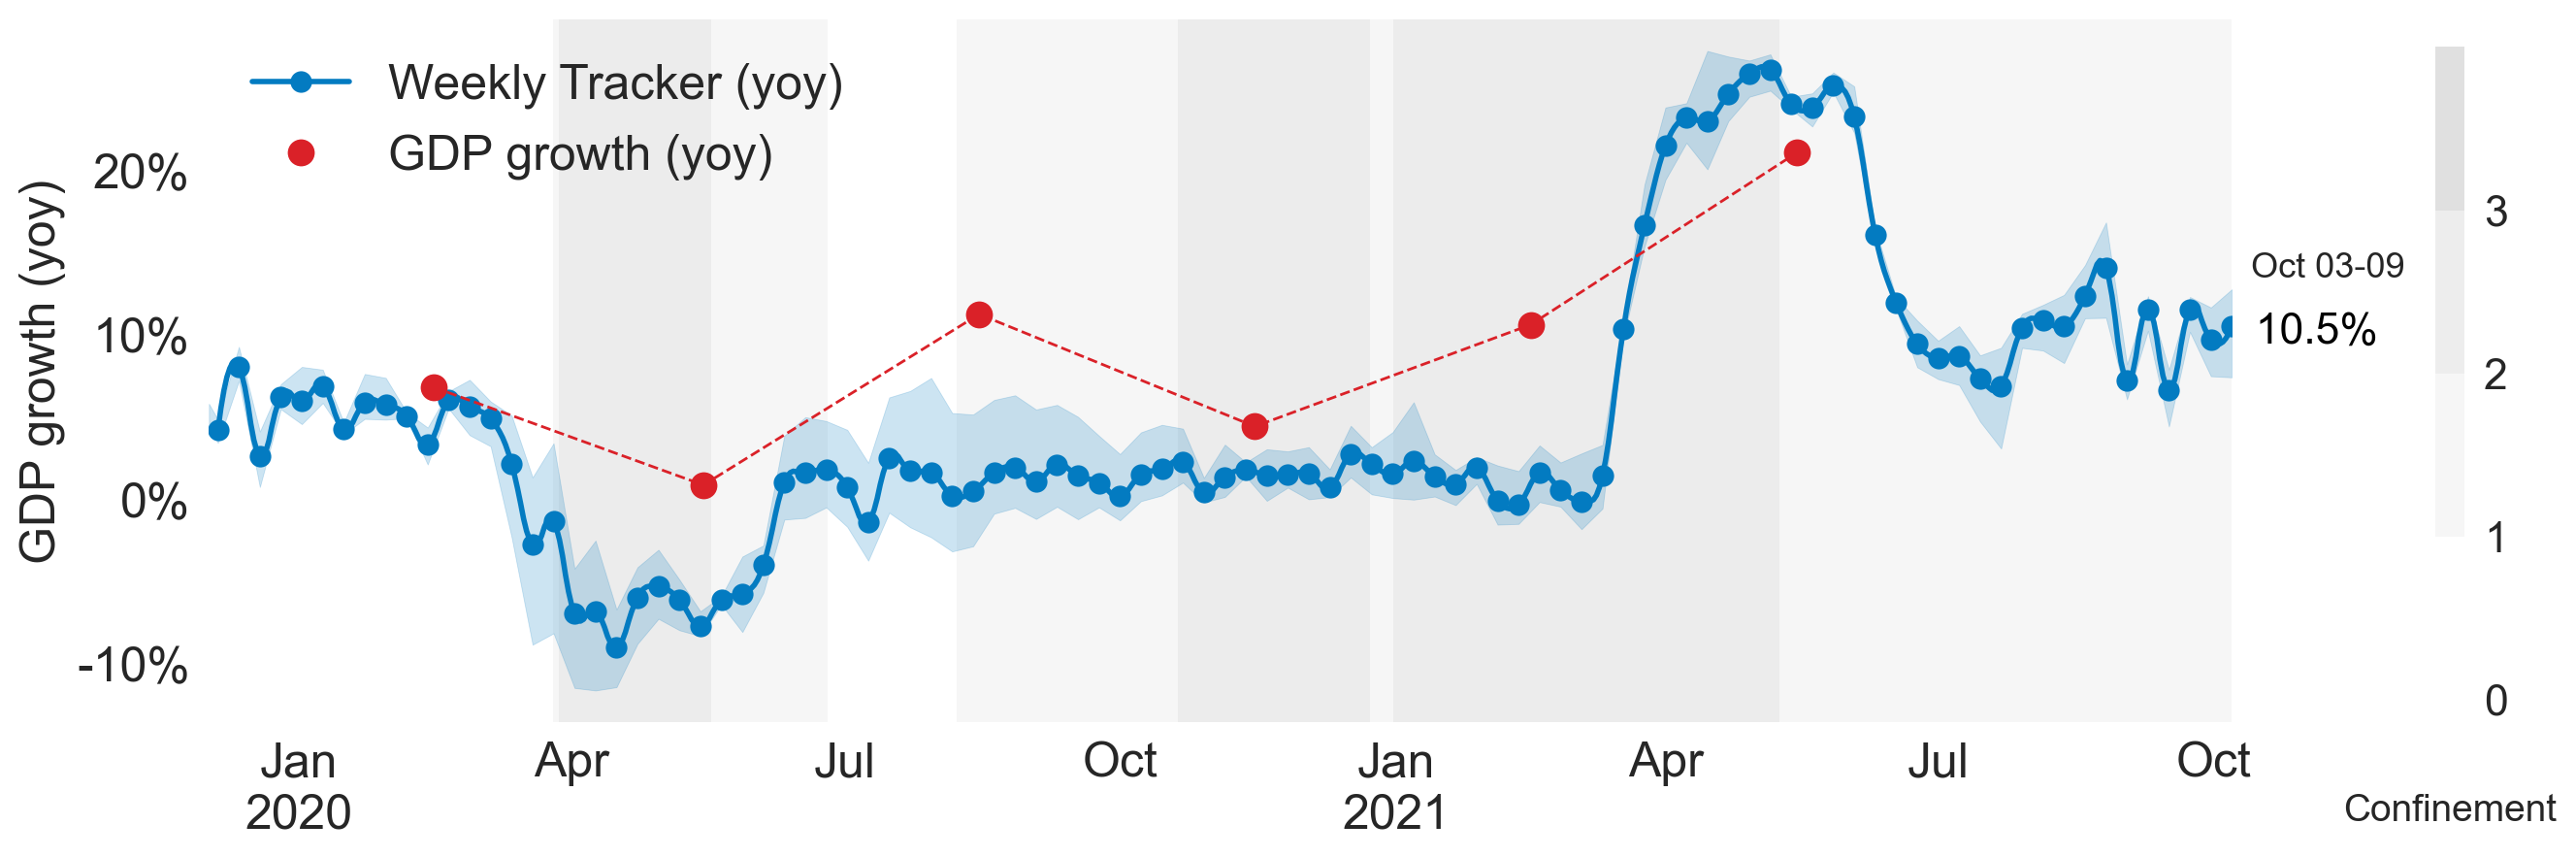 Weekly Tracker (yoy)
GDP growth (yoy)
GDP growth (yoy)
20%
10%
0%
-10%
Jan
2020
Apr
Jul
Oct
Jan
2021
Apr
Jul
Oct
Oct 03-09
10.5%
3
2
1
0
Confinement